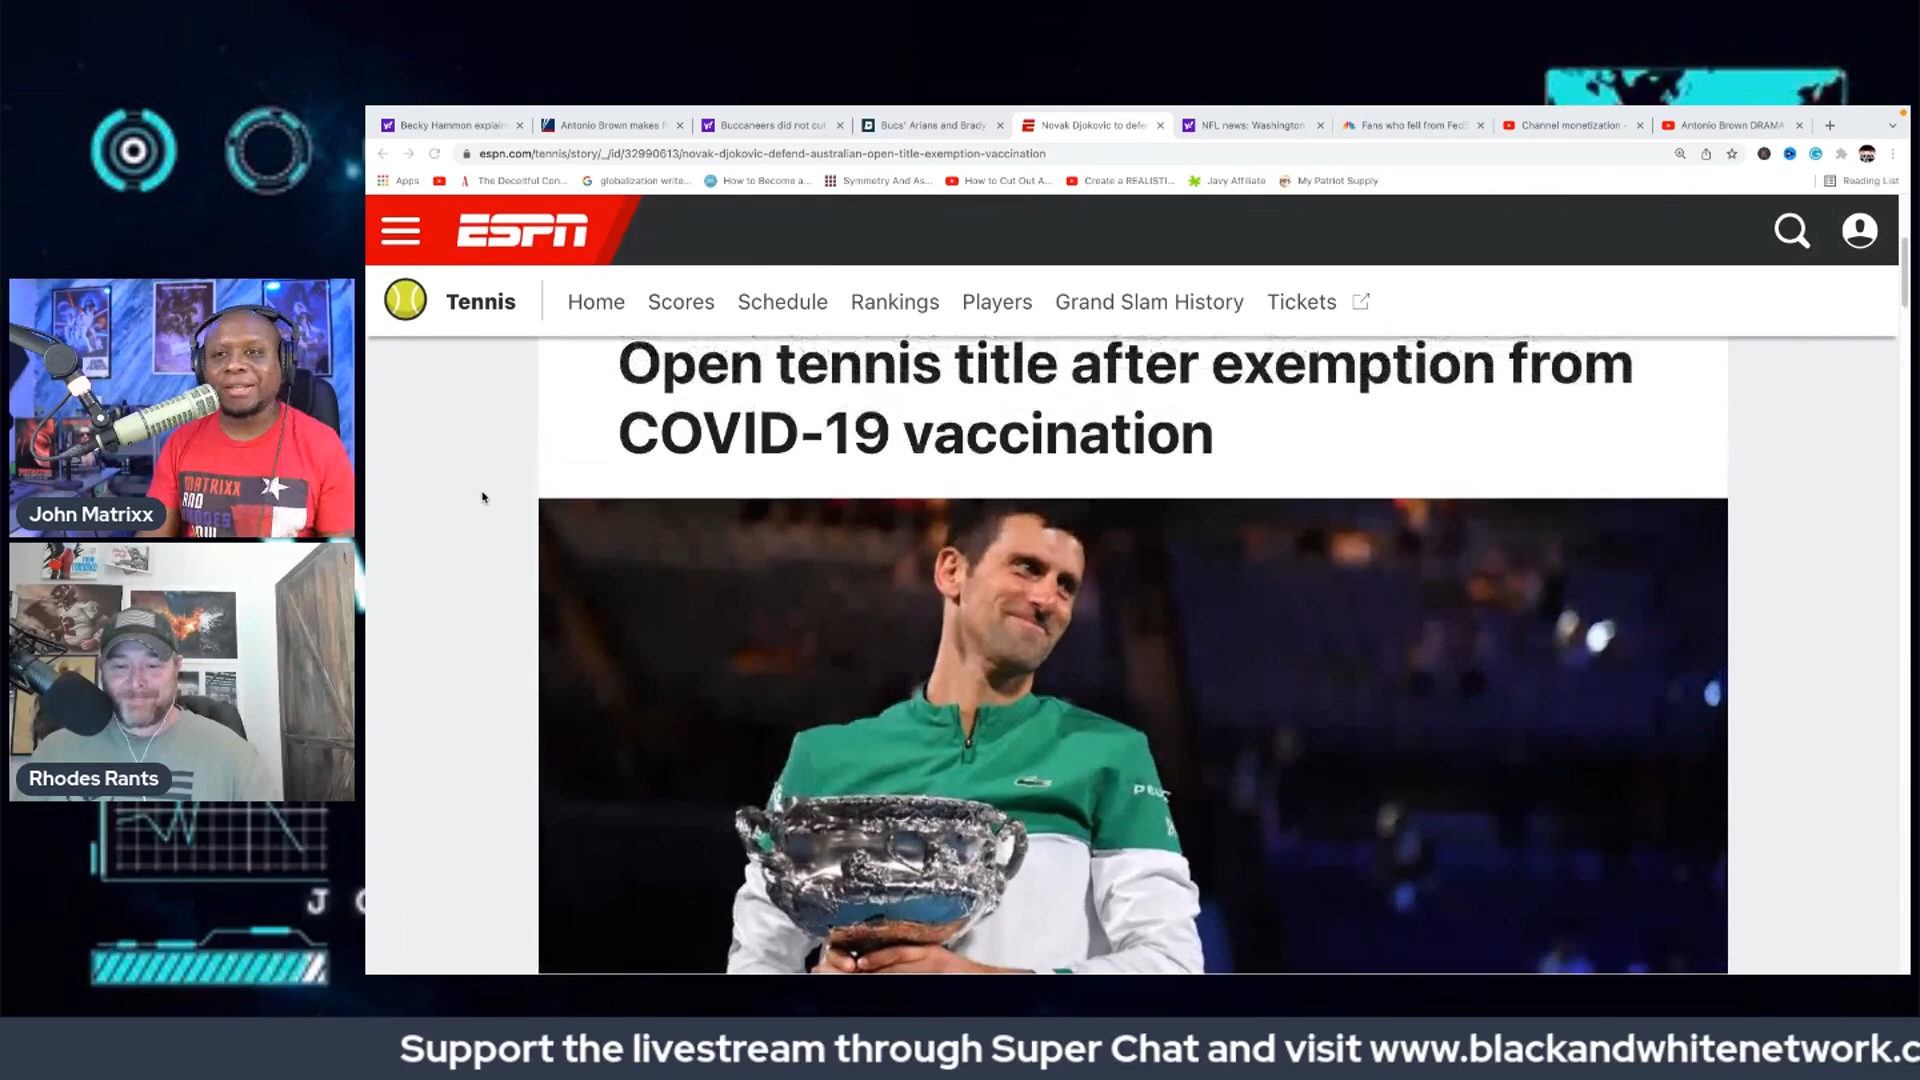 Becky Hammon explain
Antonio Brown makes f
Buccaneers did not cut
Bucs' Arians and Brady
Novak Djokovic to defe
NFL news: Washington
Fans who fell from Fed
Channel monetization -
Antonio Brown DRAMA
espn.com/tennis/story/_/id/32990613/novak-djokovic-defend-australian-open-title-exemption-vaccination
Apps
The Deceitful Con...
globalization write...
How to Become a...
Symmetry And As...
How to Cut Out A...
Create a REALISTI...
Javy Affiliate
My Patriot Supply
Reading List
ESPN
Tennis Home Scores Schedule Rankings Players Grand Slam History Tickets
Open tennis title after exemption from
COVID-19 vaccination
PEUG
MATRIXX
AND
RHODES
John Matrixx
Rhodes Rants
J
Support the livestream through Super Chat and visit www.blackandwhitenetwork.c